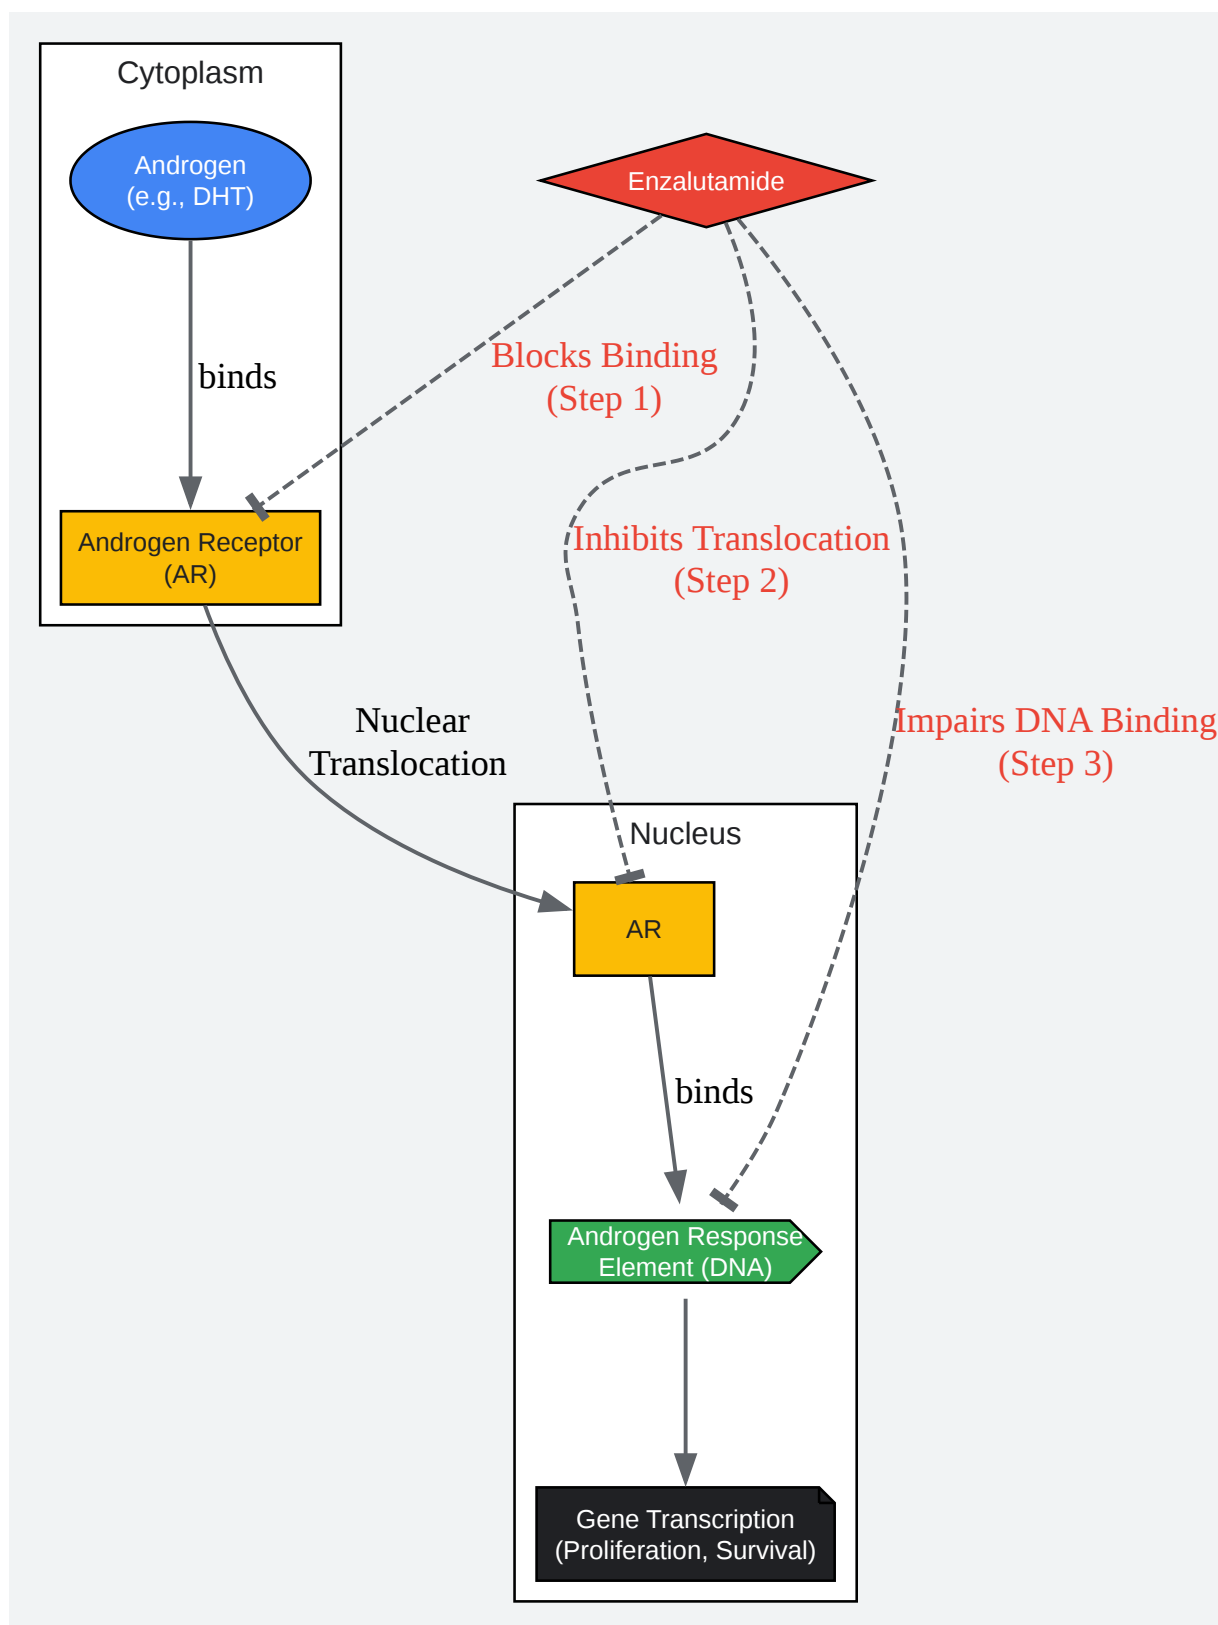 Cytoplasm
Androgen
(e.g., DHT)
Enzalutamide
binds
Blocks Binding
(Step 1)
Androgen Receptor
(AR)
Inhibits Translocation
(Step 2)
Nuclear
Translocation
Impairs DNA Binding
(Step 3)
Nucleus
AR
binds
Androgen Response
Element (DNA)
Gene Transcription
(Proliferation, Survival)